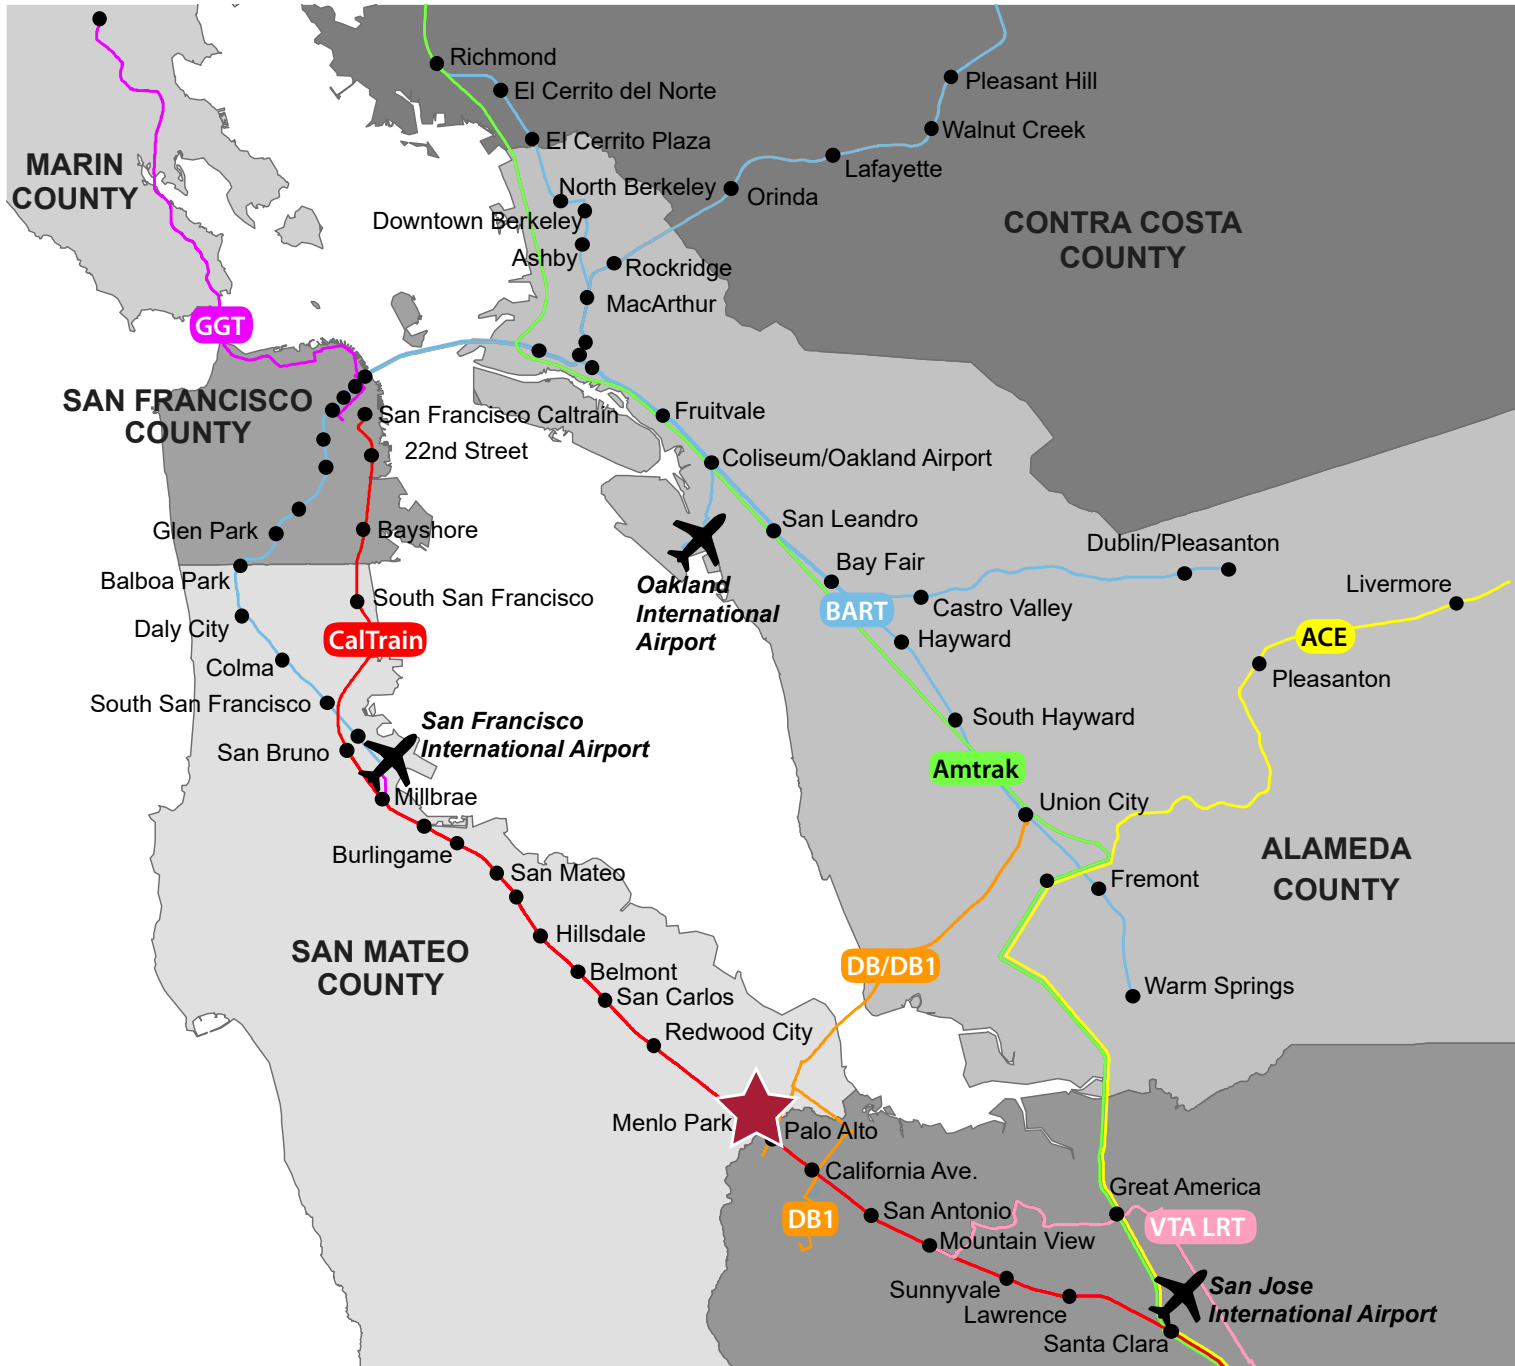 Richmond
El Cerrito del Norte
Pleasant Hill
Walnut Creek
El Cerrito Plaza
Lafayette
MARIN
COUNTY
North Berkeley
Orinda
Downtown Berkeley
CONTRA COSTA
COUNTY
Ashby
Rockridge
MacArthur
GGT
SAN FRANCISCO
COUNTY
San Francisco Caltrain
Fruitvale
22nd Street
Coliseum/Oakland Airport
Glen Park
Bayshore
San Leandro
Dublin/Pleasanton
Bay Fair
Balboa Park
Livermore
Oakland
International
Airport
South San Francisco
BART
Castro Valley
Daly City
CalTrain
Hayward
ACE
Colma
Pleasanton
South San Francisco
San Francisco
International Airport
South Hayward
San Bruno
Amtrak
Millbrae
Union City
Burlingame
ALAMEDA
COUNTY
San Mateo
Fremont
Hillsdale
SAN MATEO
COUNTY
DB/DB1
Belmont
San Carlos
Warm Springs
Redwood City
Menlo Park
Palo Alto
California Ave.
Great America
San Antonio
DB1
VTA LRT
Mountain View
Sunnyvale
San Jose
International Airport
Lawrence
Santa Clara